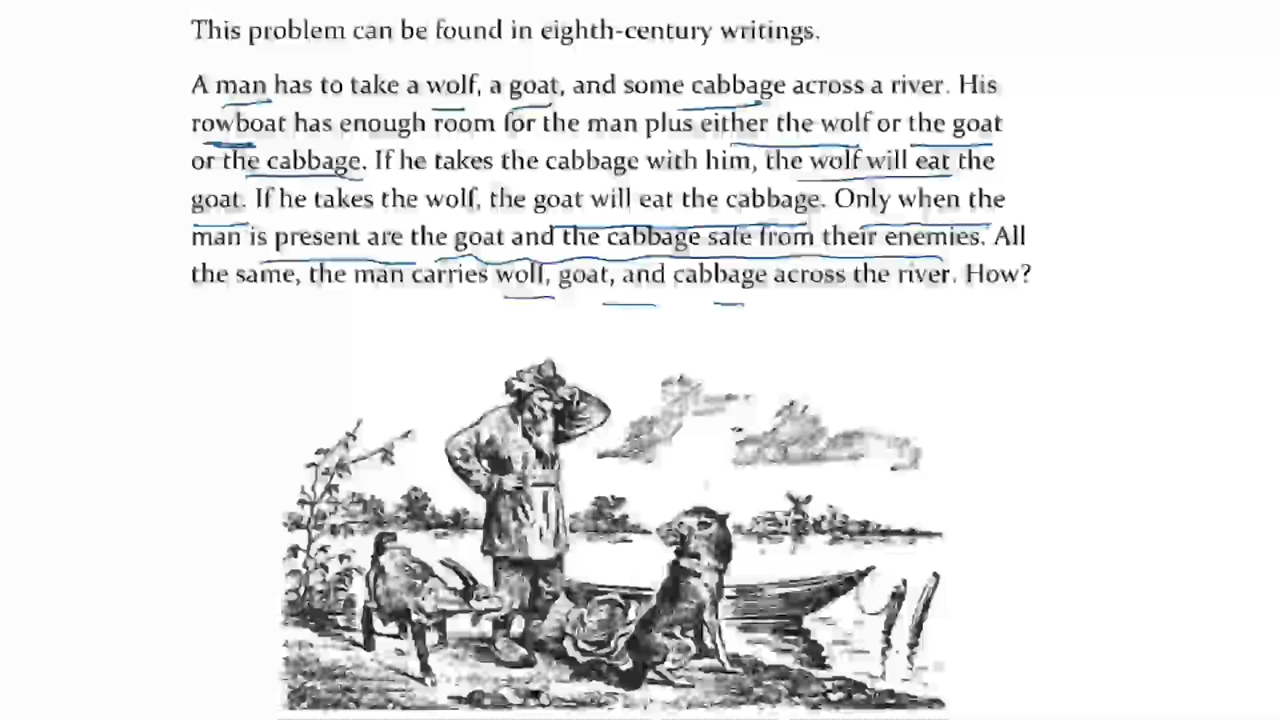 This problem can be found in eighth-century writings.
A man has to take a wolf, a goat, and some cabbage across a river. His
rowboat has enough room for the man plus either the wolf or the goat
or the cabbage. If he takes the cabbage with him, the wolf will eat the
goat. If he takes the wolf, the goat will eat the cabbage. Only when the
man is present are the goat and the cabbage safe from their enemies. All
the same, the man carries wolf, goat, and cabbage across the river. How?